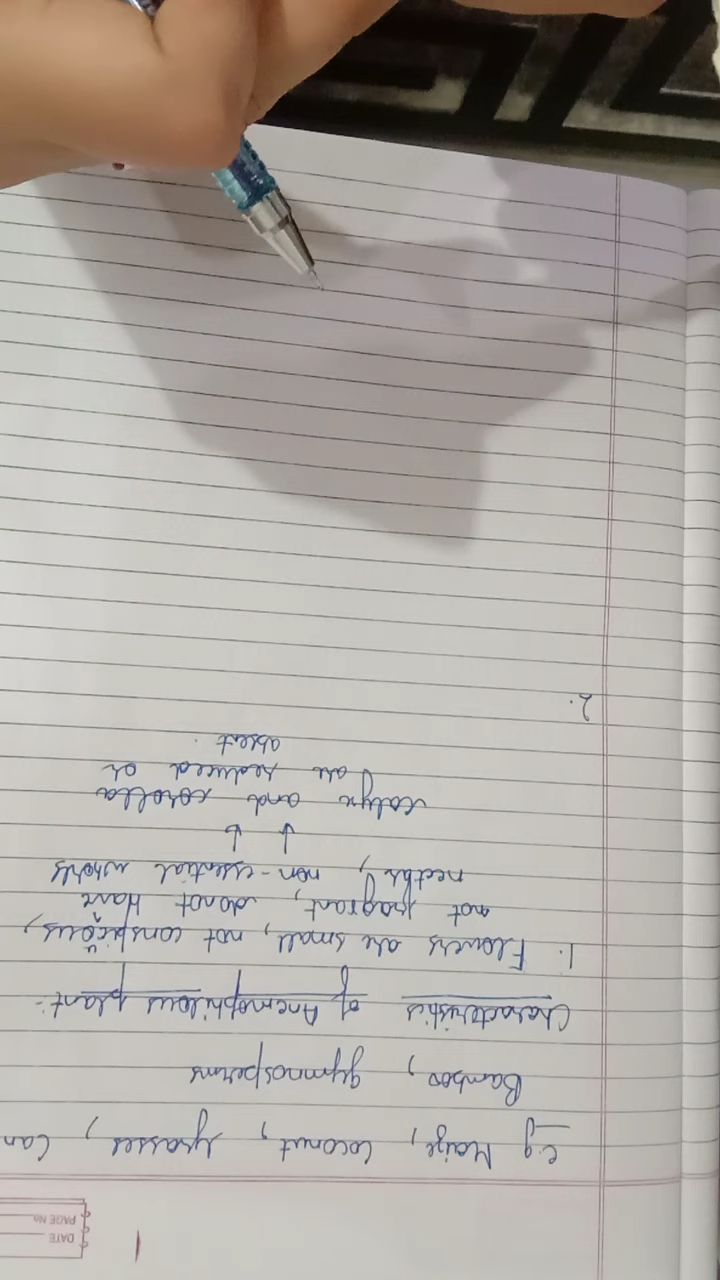 DATE
PAGE No.
e.g Maize, Coconut, grasses, Can
Bamboo, gymnosperms
Characteristics of Anemophilous plant-
1. Flowers are small, not conspicuous,
not fragrant, donot have
nectar, non-essential whorls
↓ ↓
calyx and corolla
are reduced or
absent.
2.